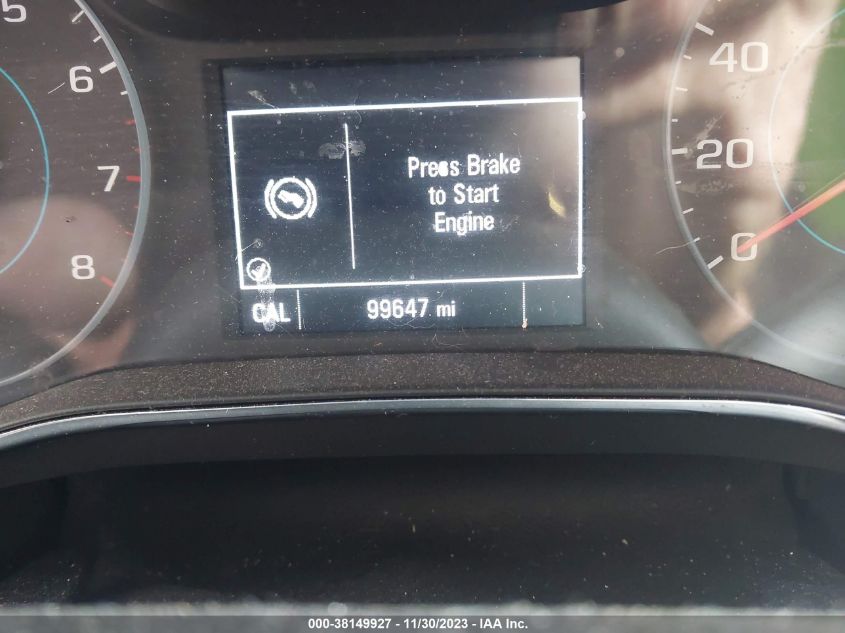 5
6
7
8
Press Brake
to Start
Engine
CAL
99647 mi
40
20
0
000-38149927 - 11/30/2023 - IAA Inc.